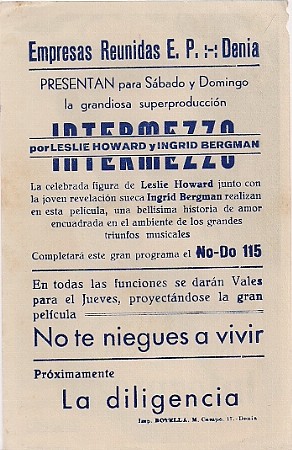 Empresas Reunidas E. P. :-: Denia
PRESENTAN para Sábado y Domingo
la grandiosa superproducción
INTERMEZZO
por LESLIE HOWARD y INGRID BERGMAN
INTERMEZZO
La celebrada figura de Leslie Howard junto con
la joven revelación sueca Ingrid Bergman realizan
en esta película, una bellísima historia de amor
encuadrada en el ambiente de los grandes
triunfos musicales
Completará este gran programa el No-Do 115
En todas las funciones se darán Vales
para el Jueves, proyectándose la gran
película
No te niegues a vivir
Próximamente
La diligencia
Imp. BOTELLA, M. Campo, 17.-Denia